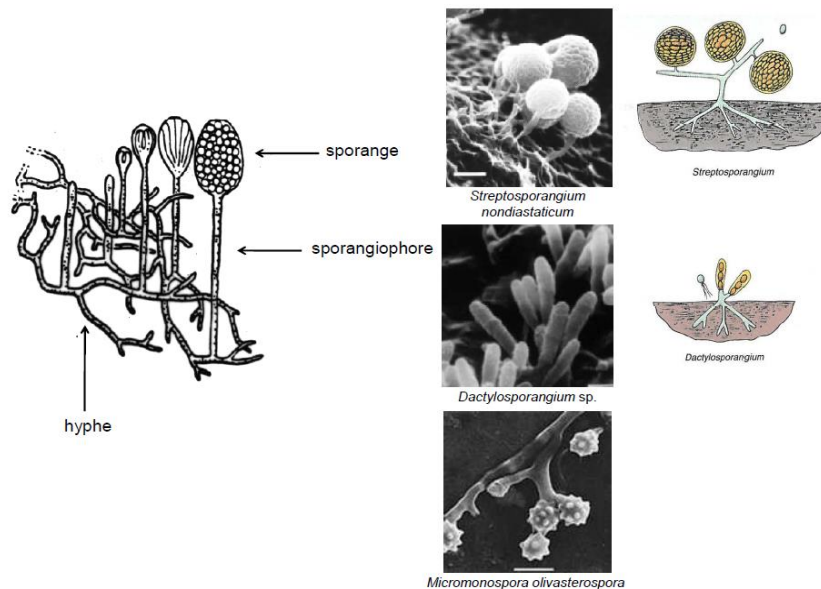 sporange
sporangiophore
hyphe
Streptosporangium
nondiastaticum
Streptosporangium
Dactylosporangium sp.
Dactylosporangium
Micromonospora olivasterospora